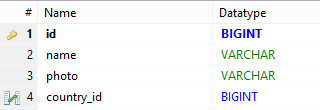 # Name Datatype
1 id BIGINT
2 name VARCHAR
3 photo VARCHAR
4 country_id BIGINT